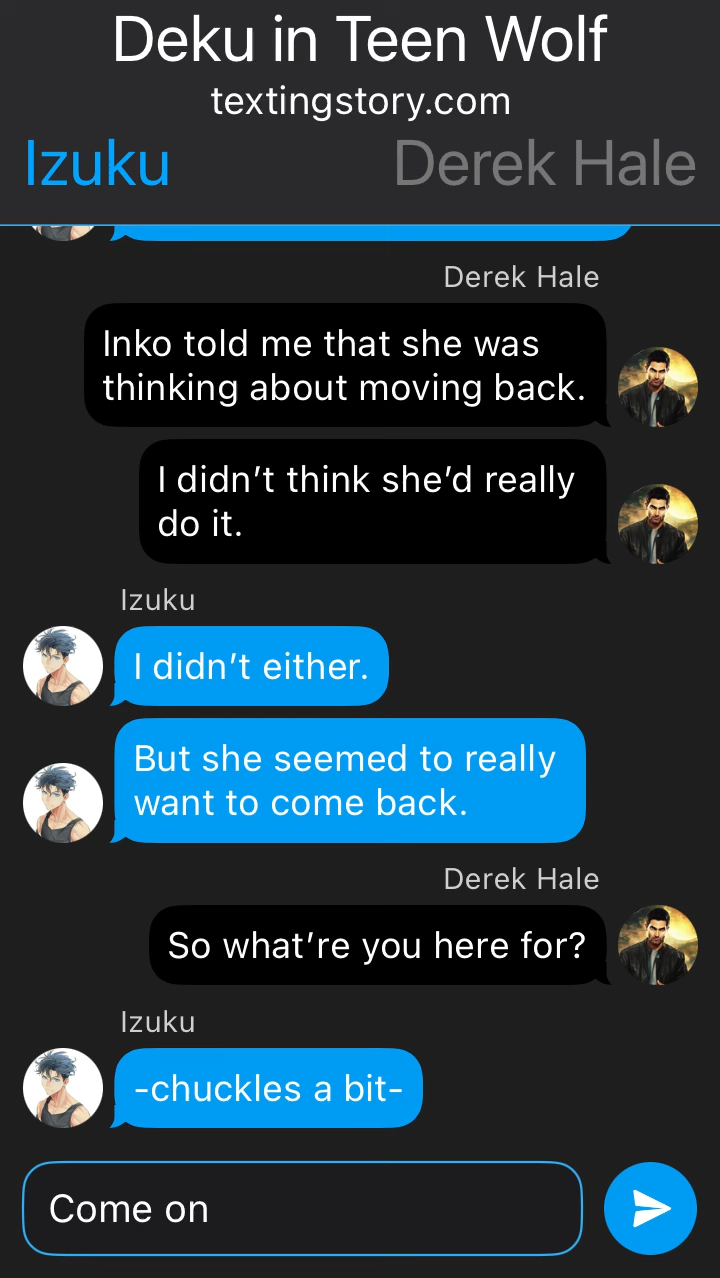 Deku in Teen Wolf
textingstory.com
Izuku
Derek Hale
Derek Hale
Inko told me that she was
thinking about moving back.
I didn’t think she’d really
do it.
Izuku
I didn’t either.
But she seemed to really
want to come back.
Derek Hale
So what’re you here for?
Izuku
-chuckles a bit-
Come on